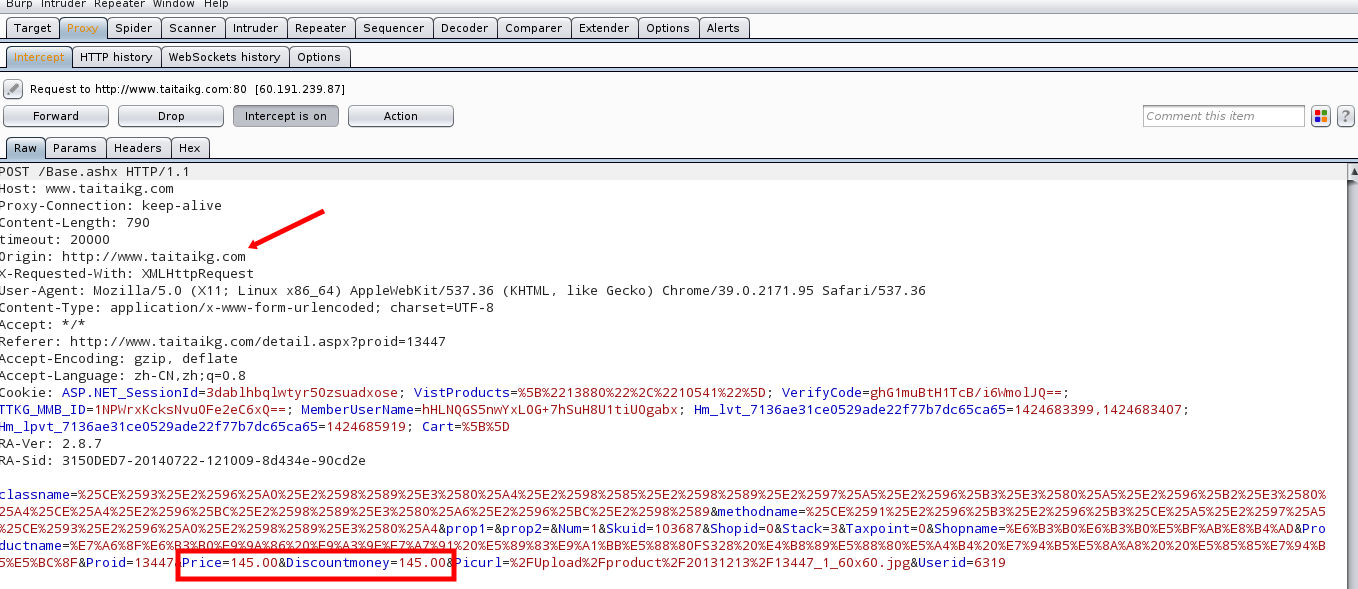 Burp Intruder Repeater Window Help
Target Proxy Spider Scanner Intruder Repeater Sequencer Decoder Comparer Extender Options Alerts
Intercept HTTP history WebSockets history Options
Request to http://www.taitaikg.com:80 [60.191.239.87]
Forward Drop Intercept is on Action Comment this item ?
Raw Params Headers Hex
POST /Base.ashx HTTP/1.1
Host: www.taitaikg.com
Proxy-Connection: keep-alive
Content-Length: 790
timeout: 20000
Origin: http://www.taitaikg.com
X-Requested-With: XMLHttpRequest
User-Agent: Mozilla/5.0 (X11; Linux x86_64) AppleWebKit/537.36 (KHTML, like Gecko) Chrome/39.0.2171.95 Safari/537.36
Content-Type: application/x-www-form-urlencoded; charset=UTF-8
Accept: */*
Referer: http://www.taitaikg.com/detail.aspx?proid=13447
Accept-Encoding: gzip, deflate
Accept-Language: zh-CN,zh;q=0.8
Cookie: ASP.NET_SessionId=3dablhbqlwtyr50zsuadxose; VistProducts=%5B%2213880%22%2C%2210541%22%5D; VerifyCode=ghG1muBtH1TcB/i6WmolJQ==;
TTKG_MMB_ID=1NPWrxKcksNvu0Fe2eC6xQ==; MemberUserName=hHLNQGS5nwYxL0G+7hSuH8U1tiU0gabx; Hm_lvt_7136ae31ce0529ade22f77b7dc65ca65=1424683399,1424683407;
Hm_lpvt_7136ae31ce0529ade22f77b7dc65ca65=1424685919; Cart=%5B%5D
RA-Ver: 2.8.7
RA-Sid: 3150DED7-20140722-121009-8d434e-90cd2e
classname=%25CE%2593%25E2%2596%25A0%25E2%2598%2589%25E3%2580%25A4%25E2%2598%2585%25E2%2598%2589%25E2%2597%25A5%25E2%2596%25B3%25E3%2580%25A5%25E2%2596%25B2%25E3%2580%
25A4%25CE%25A4%25E2%2596%25BC%25E2%2598%2589%25E3%2580%25A6%25E2%2596%25BC%25E2%2598%2589&methodname=%25CE%2591%25E2%2596%25B3%25E2%2596%25B3%25CE%25A5%25E2%2597%25A5
%25CE%2593%25E2%2596%25A0%25E2%2598%2589%25E3%2580%25A4&prop1=&prop2=&Num=1&Skuid=103687&Shopid=0&Stack=3&Taxpoint=0&Shopname=%E6%B3%B0%E6%B3%B0%E5%BF%AB%E8%B4%AD&Pro
ductname=%E7%A6%8F%E6%B3%B0%E9%9A%86%20%E9%A3%9E%E7%A7%91%20%E5%89%83%E9%A1%BB%E5%88%80FS328%20%E4%B8%89%E5%88%80%E5%A4%B4%20%E7%94%B5%E5%8A%A8%20%20%E5%85%85%E7%94%B
5%E5%BC%8F&Proid=13447&Price=145.00&Discountmoney=145.00&Picurl=%2FUpload%2Fproduct%2F20131213%2F13447_1_60x60.jpg&Userid=6319